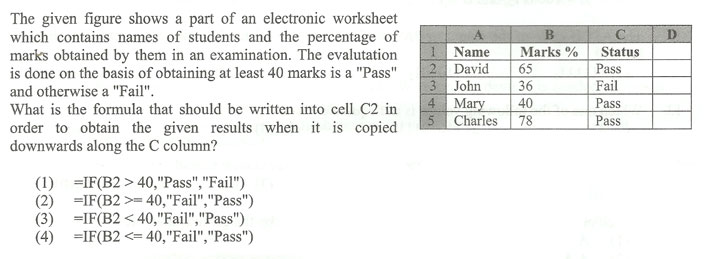 The given figure shows a part of an electronic worksheet
which contains names of students and the percentage of
marks obtained by them in an examination. The evalutation
is done on the basis of obtaining at least 40 marks is a "Pass"
and otherwise a "Fail".
What is the formula that should be written into cell C2 in
order to obtain the given results when it is copied
downwards along the C column?
A B C D
1 Name Marks % Status
2 David 65 Pass
3 John 36 Fail
4 Mary 40 Pass
5 Charles 78 Pass
(1) =IF(B2 > 40,"Pass","Fail")
(2) =IF(B2 >= 40,"Fail","Pass")
(3) =IF(B2 < 40,"Fail","Pass")
(4) =IF(B2 <= 40,"Fail","Pass")